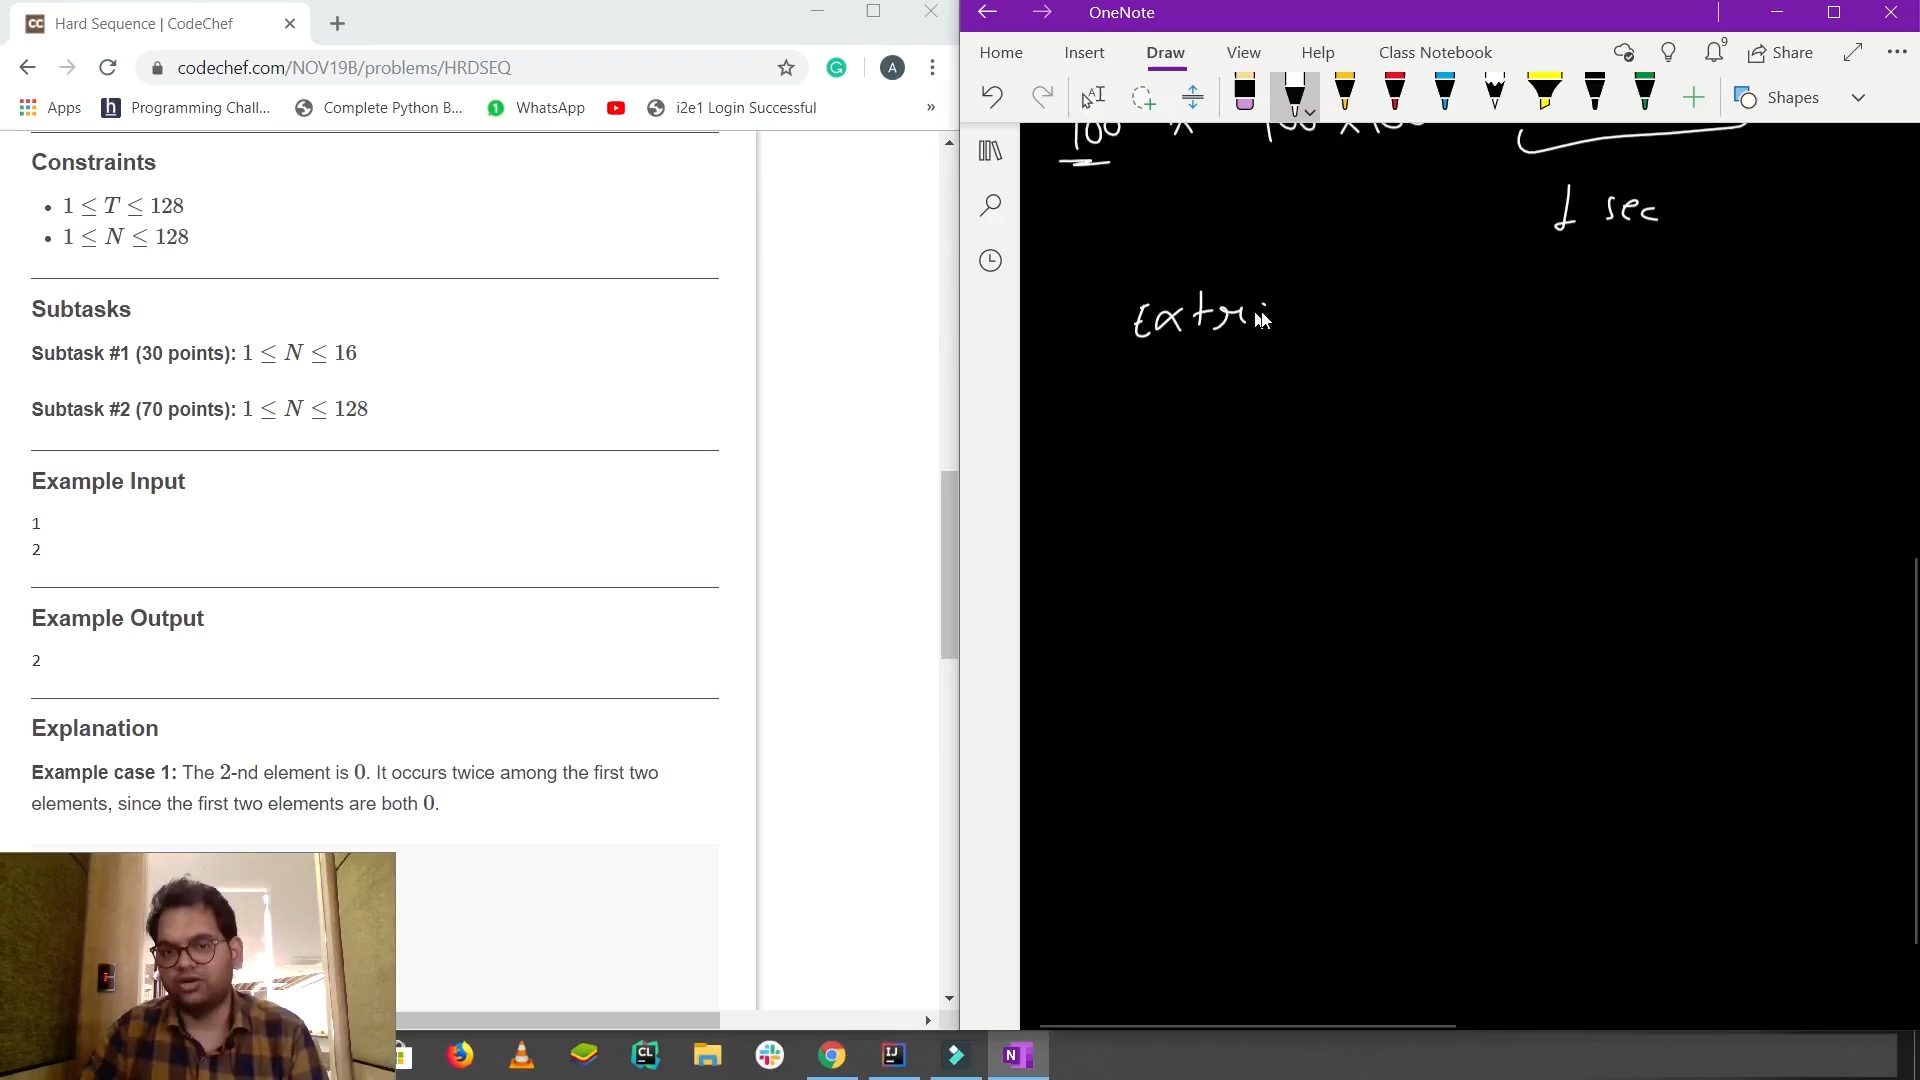 Hard Sequence | CodeChef
codechef.com/NOV19B/problems/HRDSEQ
A
Apps
Programming Chall...
Complete Python B...
WhatsApp
i2e1 Login Successful
»
Constraints
• 1 ≤ T ≤ 128
• 1 ≤ N ≤ 128
Subtasks
Subtask #1 (30 points): 1 ≤ N ≤ 16
Subtask #2 (70 points): 1 ≤ N ≤ 128
Example Input
1
2
Example Output
2
Explanation
Example case 1: The 2-nd element is 0. It occurs twice among the first two
elements, since the first two elements are both 0.
OneNote
Home Insert Draw View Help Class Notebook
9
Share
Shapes
100 x 100 x
1 sec
Extri